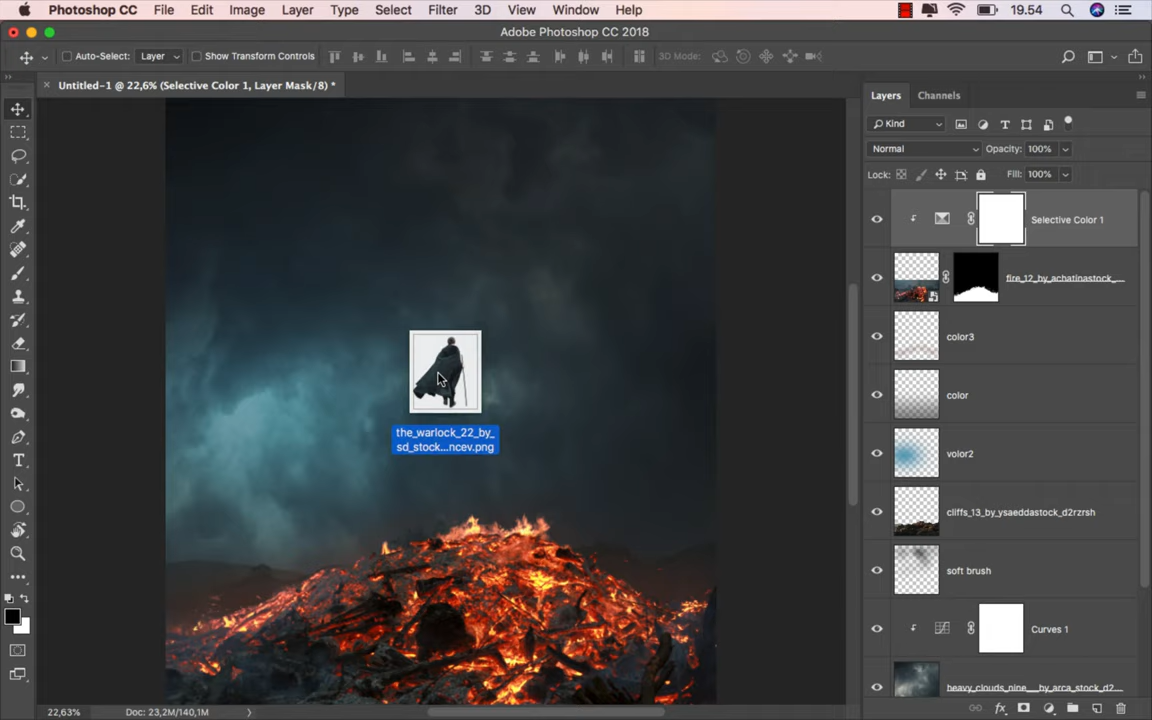 Photoshop CC File Edit Image Layer Type Select Filter 3D View Window Help 19.54
Adobe Photoshop CC 2018
Auto-Select: Layer Show Transform Controls 3D Mode:
Untitled-1 @ 22,6% (Selective Color 1, Layer Mask/8) *
Layers Channels
Kind
Normal Opacity: 100%
Lock: Fill: 100%
Selective Color 1
fire_12_by_achatinastock_...
color3
color
volor2
cliffs_13_by_ysaeddastock_d2rzrsh
soft brush
Curves 1
heavy_clouds_nine___by_arca_stock_d2...
the_warlock_22_by_
sd_stock...ncev.png
22,63% Doc: 23,2M/140,1M